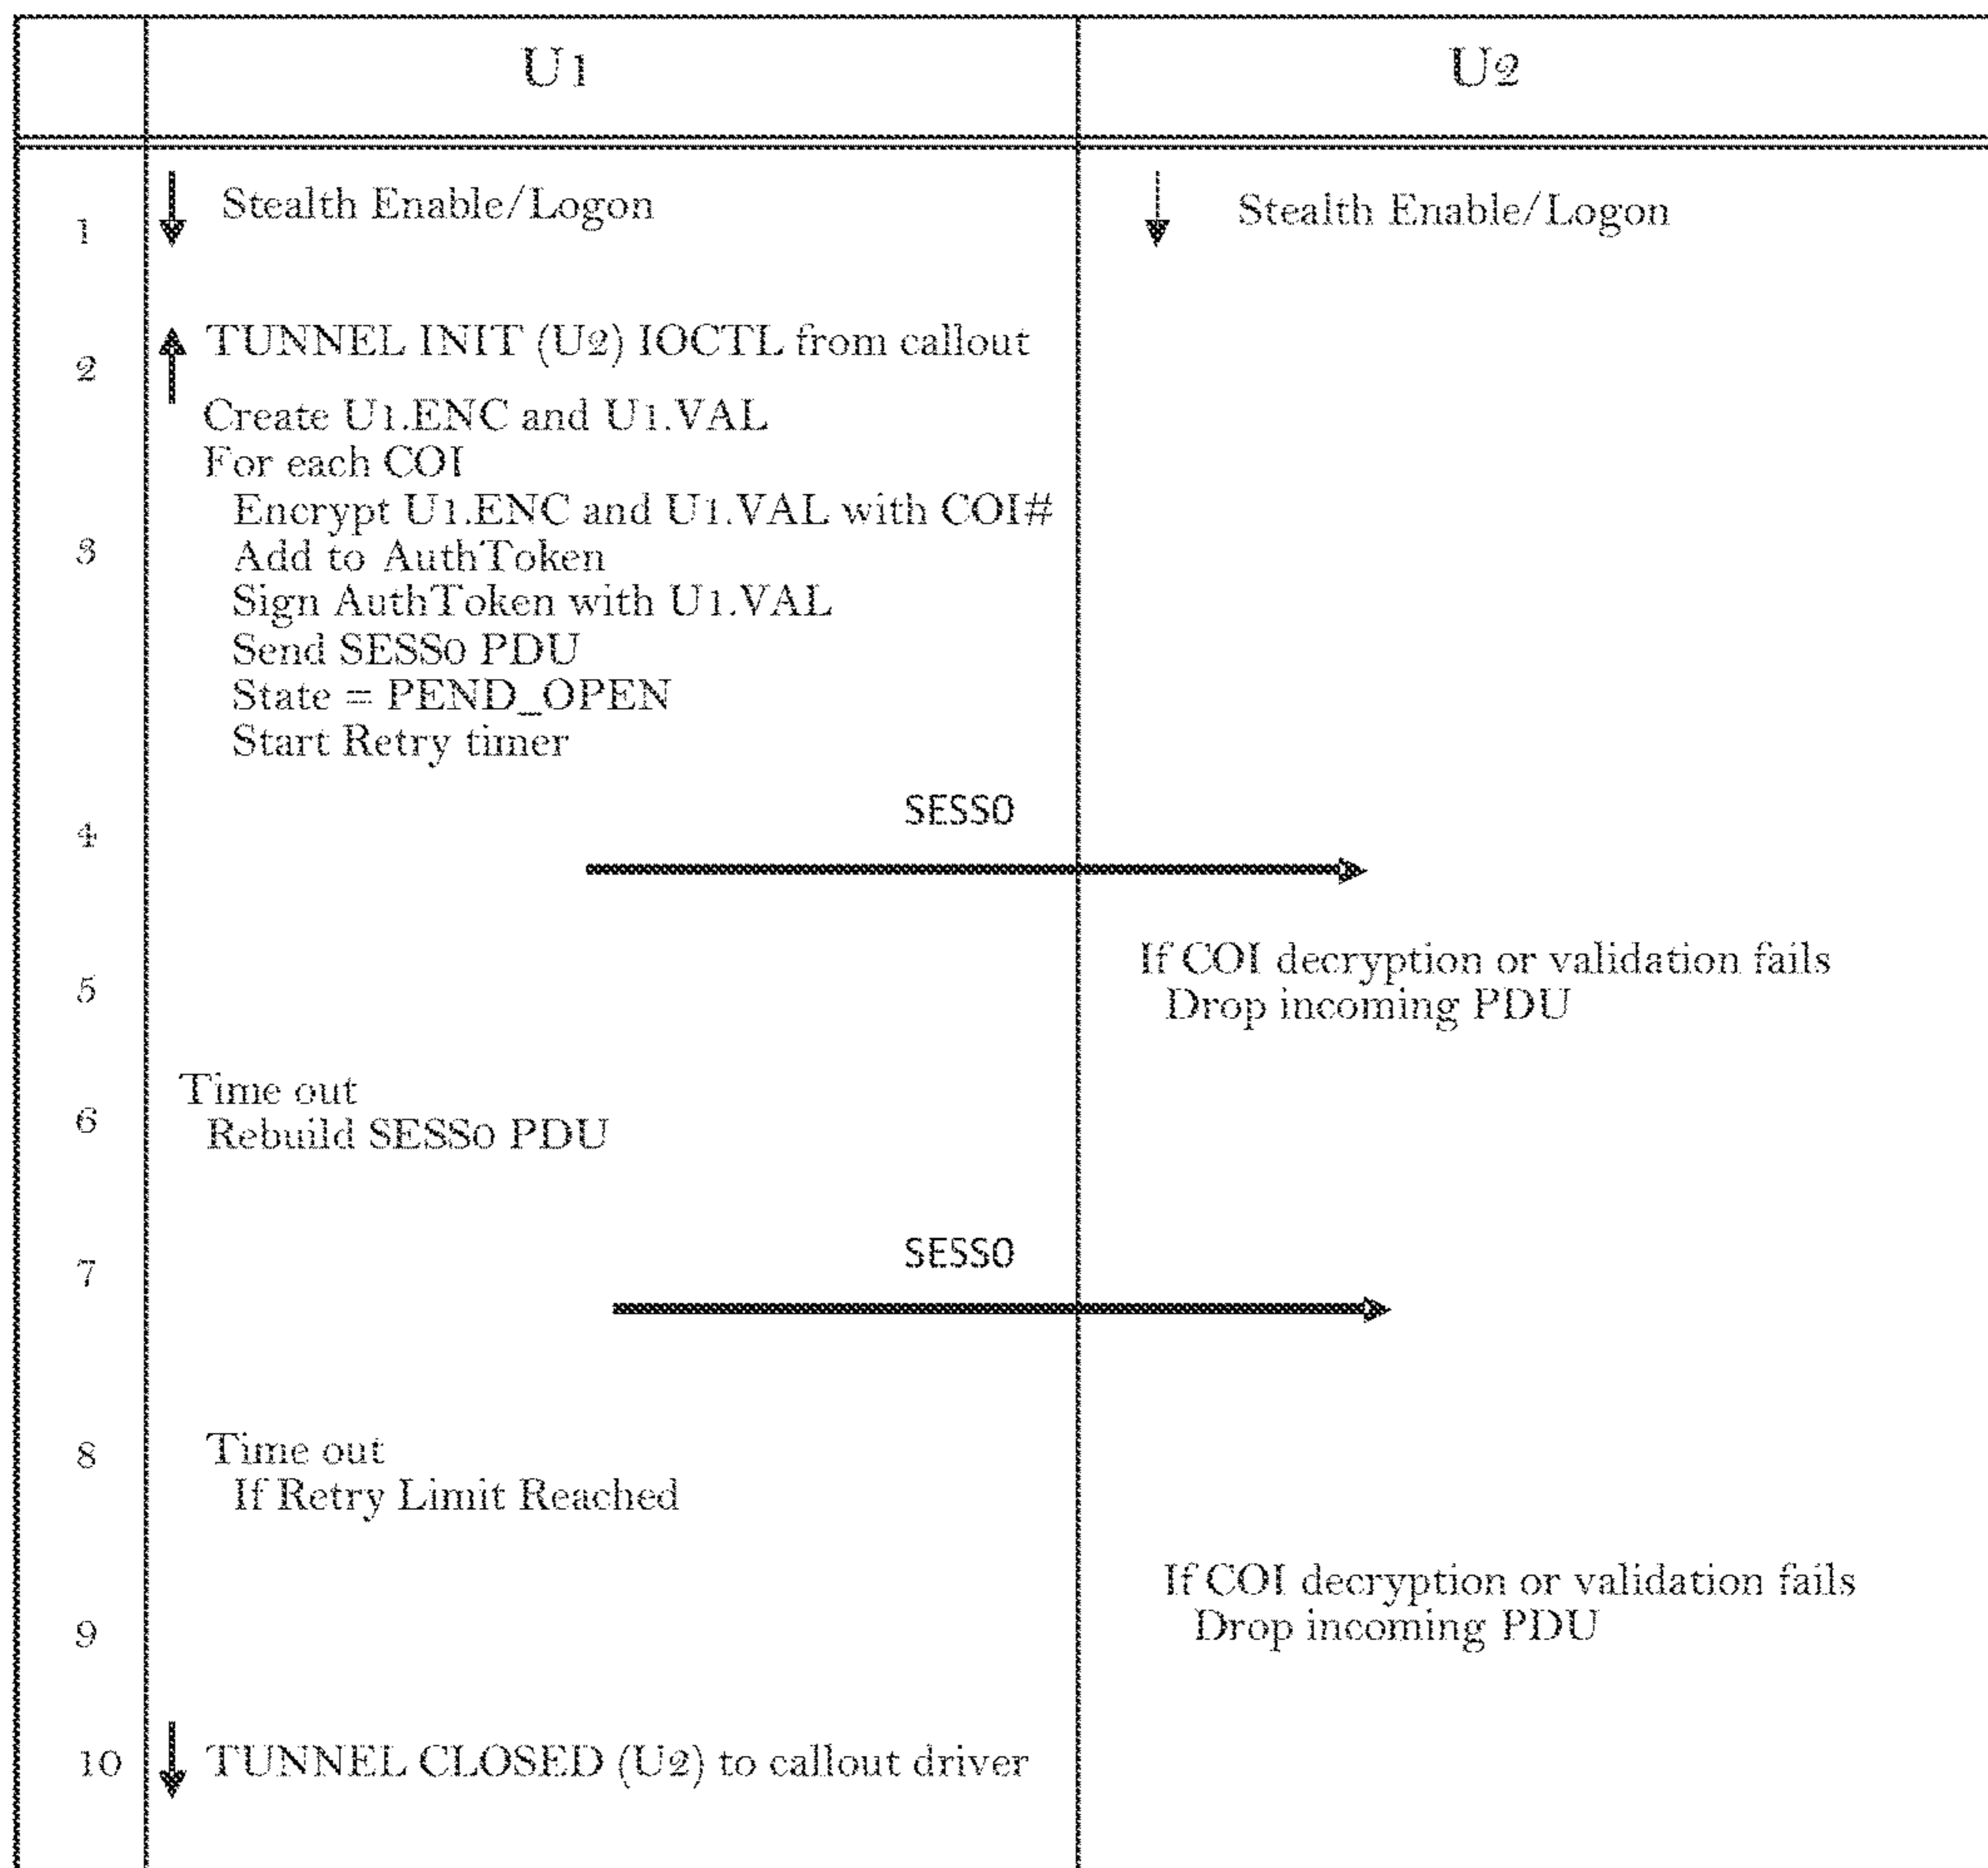 U1
U2
1
Stealth Enable/Logon
Stealth Enable/Logon
2
TUNNEL INIT (U2) IOCTL from callout
Create U1.ENC and U1.VAL
For each COI
Encrypt U1.ENC and U1.VAL with COI#
3
Add to AuthToken
Sign AuthToken with U1.VAL
Send SESS0 PDU
State = PEND_OPEN
Start Retry timer
4
SESS0
5
If COI decryption or validation fails
Drop incoming PDU
6
Time out
Rebuild SESS0 PDU
7
SESS0
8
Time out
If Retry Limit Reached
9
If COI decryption or validation fails
Drop incoming PDU
10
TUNNEL CLOSED (U2) to callout driver